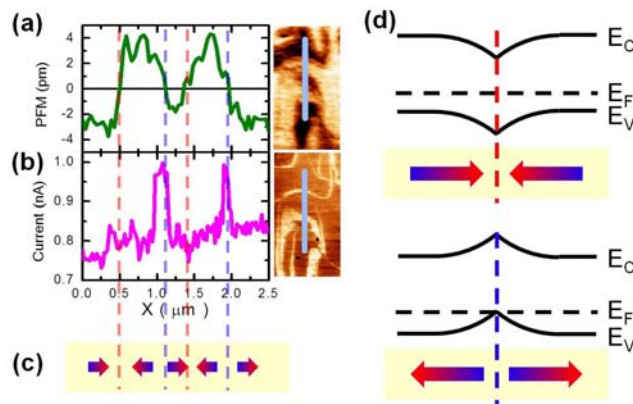 (a)
PFM (pm)
4
2
0
-2
-4
(b)
Current (nA)
1.0
0.9
0.8
0.7
0.0 0.5 1.0 1.5 2.0 2.5
X ( μm)
(c)
(d)
E_C
E_F
E_V
E_C
E_F
E_V